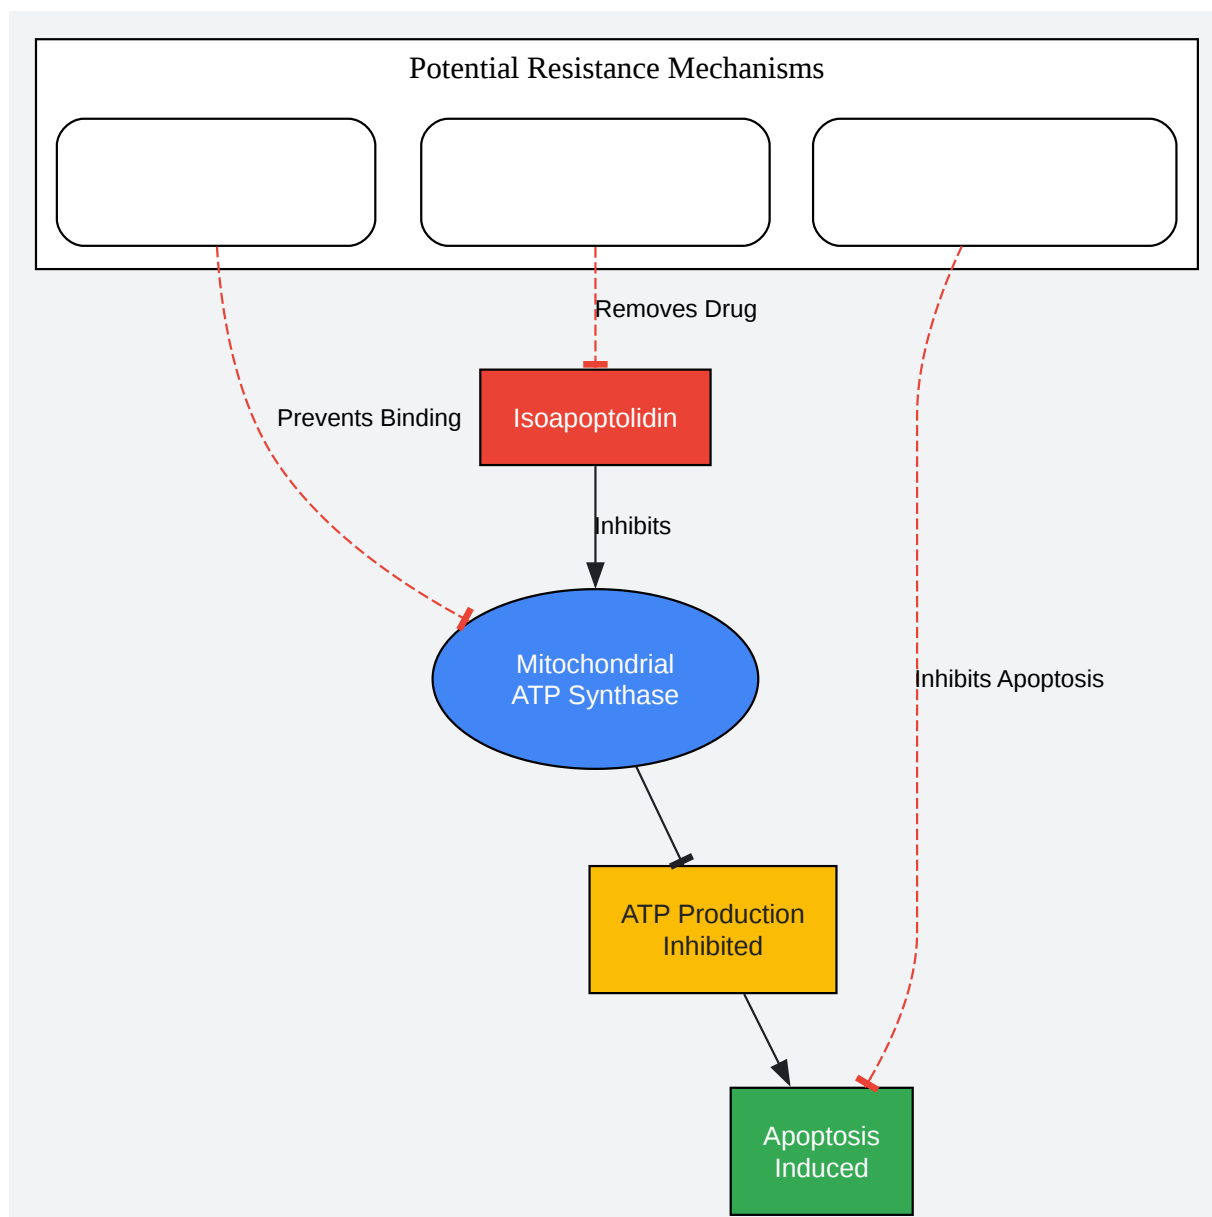 Potential Resistance Mechanisms
Removes Drug
Prevents Binding
Isoapoptolidin
Inhibits
Mitochondrial
ATP Synthase
Inhibits Apoptosis
ATP Production
Inhibited
Apoptosis
Induced